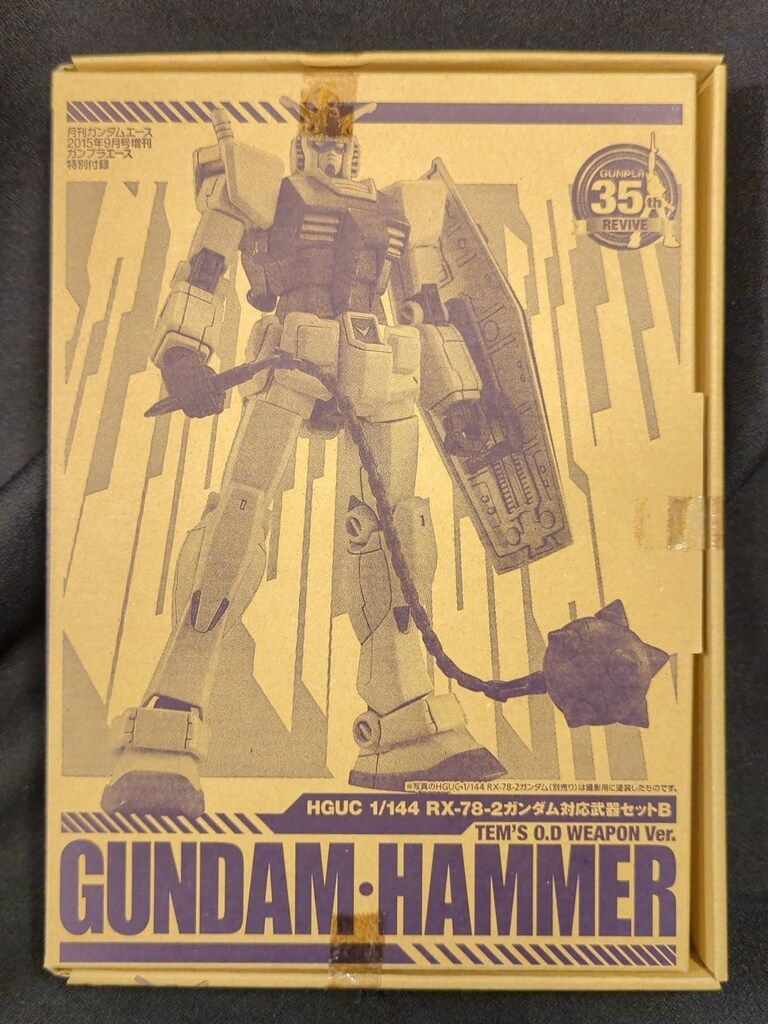 月刊ガンダムエース
2015年9月号増刊
ガンプラエース
特別付録
GUNPLA
35th
REVIVE
※写真のHGUC 1/144 RX-78-2ガンダム(別売り)は撮影用に塗装したものです。
HGUC 1/144 RX-78-2ガンダム対応武器セットB
TEM'S O.D WEAPON Ver.
GUNDAM・HAMMER